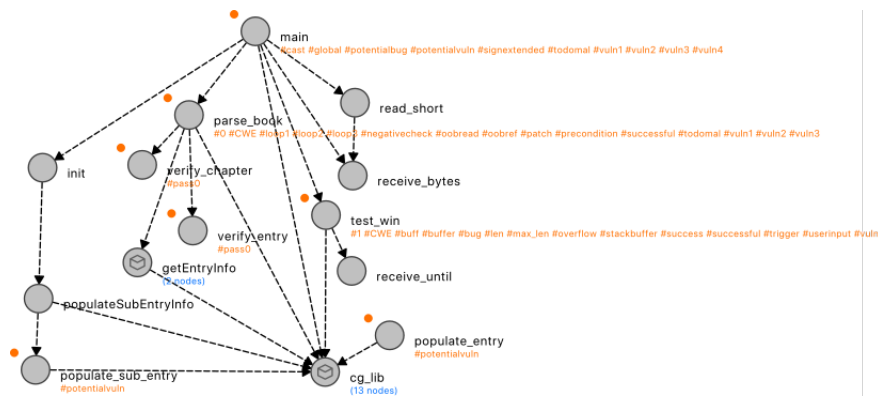 main
#cast #global #potentialbug #potentialvuln #signextended #todomal #vuln1 #vuln2 #vuln3 #vuln4
read_short
parse_book
#0 #CWE #loop1 #loop2 #loop3 #negativecheck #oobread #oobref #patch #precondition #successful #todomal #vuln1 #vuln2 #vuln3
init
verify_chapter
#pass0
receive_bytes
test_win
#1 #CWE #buff #buffer #bug #len #max_len #overflow #stackbuffer #success #successful #trigger #userinput #vuln
verify_entry
#pass0
getEntryInfo
(2 nodes)
receive_until
populateSubEntryInfo
populate_entry
#potentialvuln
populate_sub_entry
#potentialvuln
cg_lib
(13 nodes)